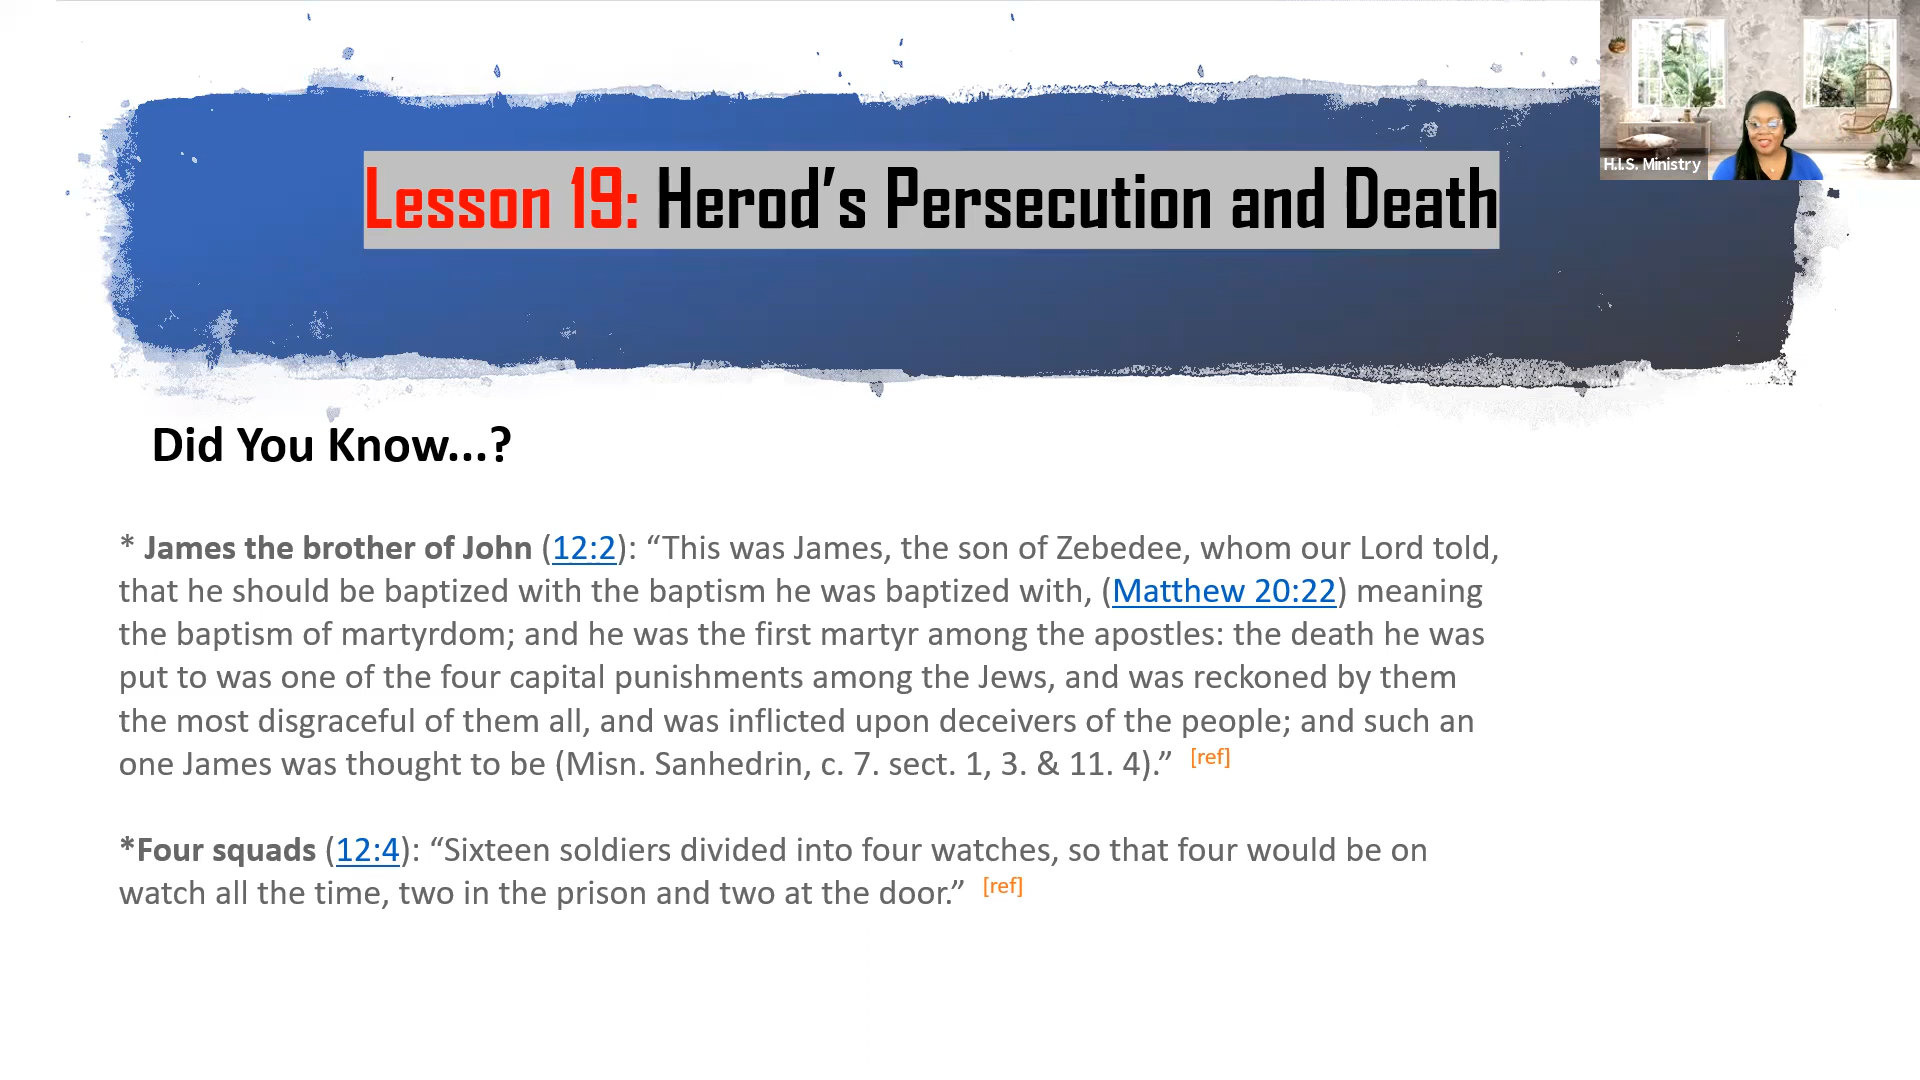 Lesson 19: Herod’s Persecution and Death
H.I.S. Ministry
Did You Know...?
* James the brother of John (12:2): “This was James, the son of Zebedee, whom our Lord told,
that he should be baptized with the baptism he was baptized with, (Matthew 20:22) meaning
the baptism of martyrdom; and he was the first martyr among the apostles: the death he was
put to was one of the four capital punishments among the Jews, and was reckoned by them
the most disgraceful of them all, and was inflicted upon deceivers of the people; and such an
one James was thought to be (Misn. Sanhedrin, c. 7. sect. 1, 3. & 11. 4).” [ref]
*Four squads (12:4): “Sixteen soldiers divided into four watches, so that four would be on
watch all the time, two in the prison and two at the door.” [ref]